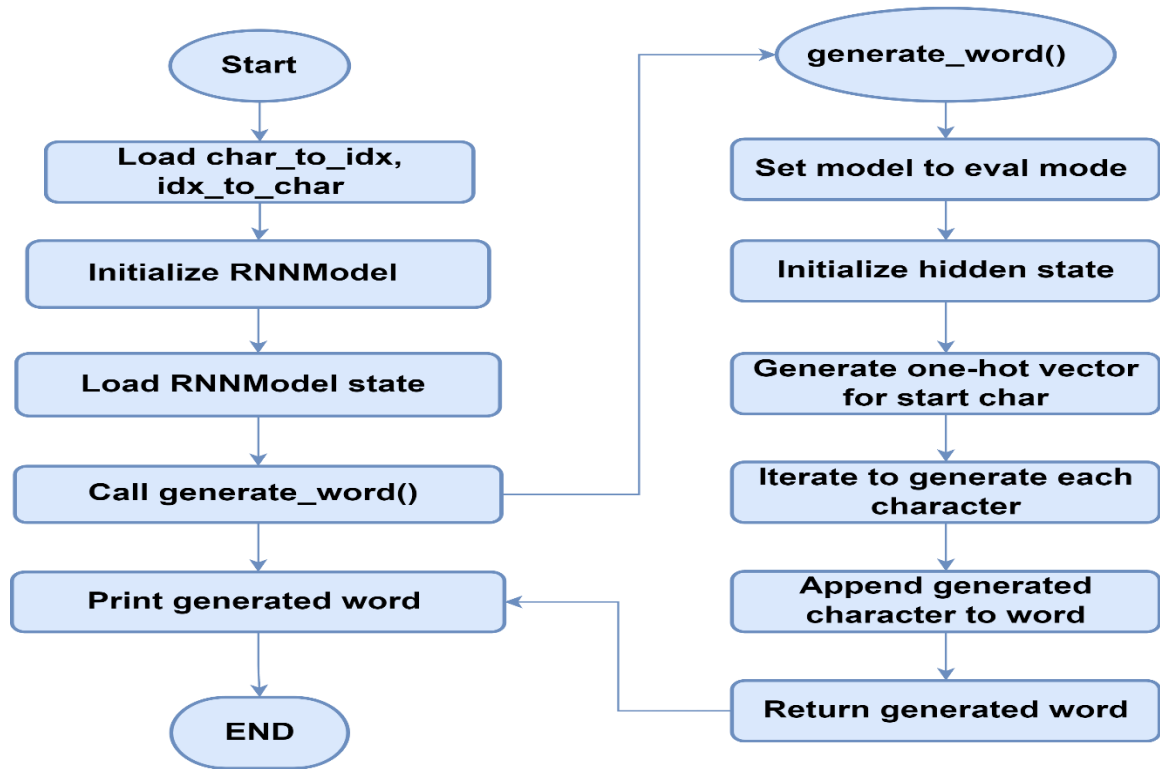 Start
Load char_to_idx,
idx_to_char
Initialize RNNModel
Load RNNModel state
Call generate_word()
Print generated word
END
generate_word()
Set model to eval mode
Initialize hidden state
Generate one-hot vector
for start char
Iterate to generate each
character
Append generated
character to word
Return generated word